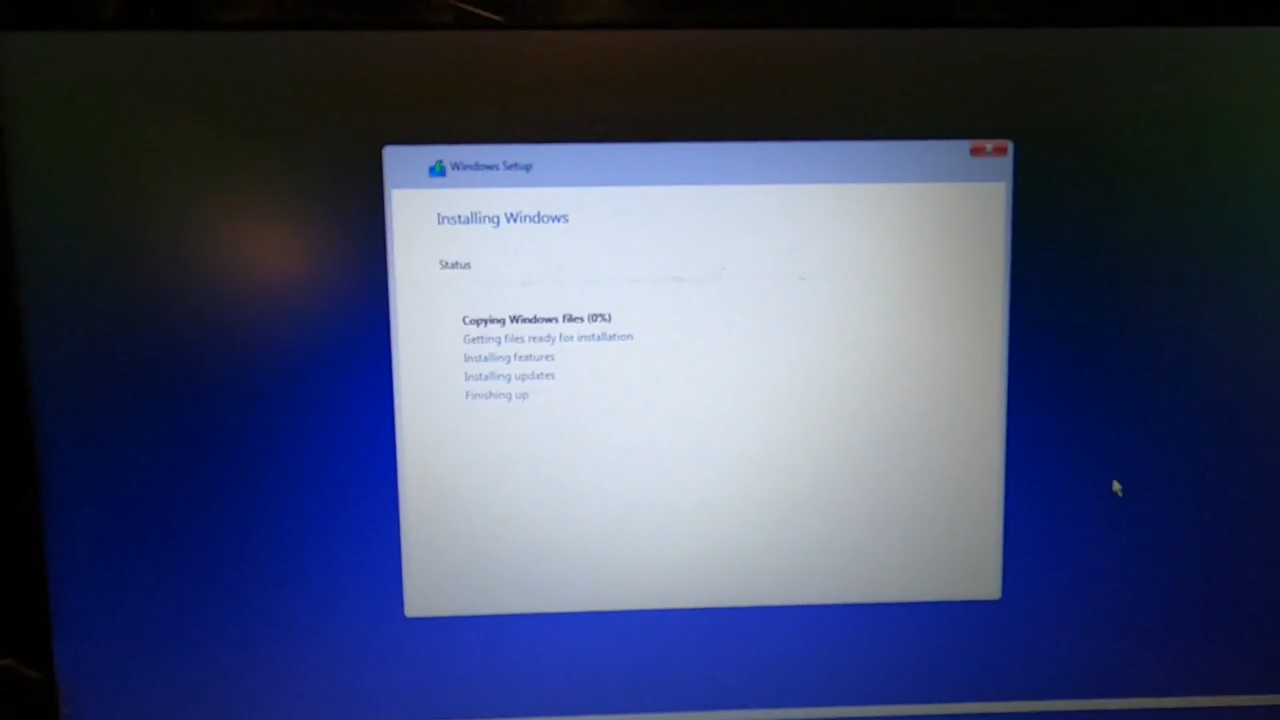 Windows Setup
Installing Windows
Status
Copying Windows files (0%)
Getting files ready for installation
Installing features
Installing updates
Finishing up